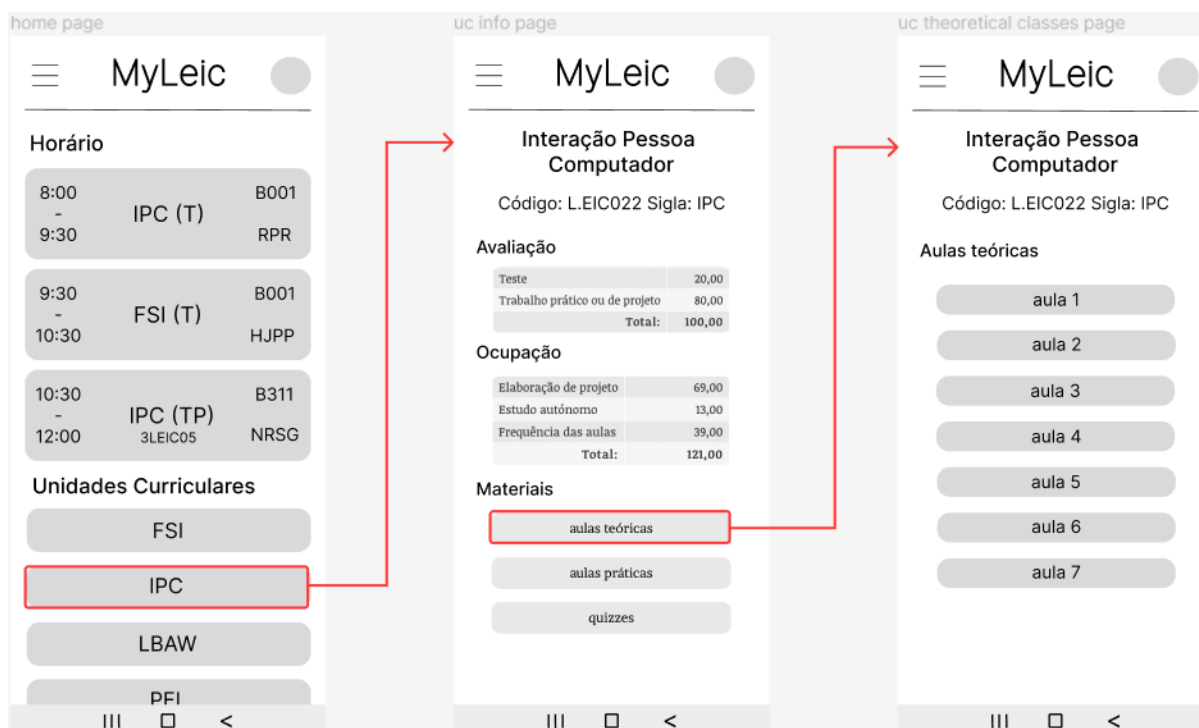 home page
MyLeic
Horário
8:00
-
9:30
IPC (T)
B001
RPR
9:30
-
10:30
FSI (T)
B001
HJPP
10:30
-
12:00
IPC (TP)
3LEIC05
B311
NRSG
Unidades Curriculares
FSI
IPC
LBAW
PFL
uc info page
MyLeic
Interação Pessoa
Computador
Código: L.EIC022 Sigla: IPC
Avaliação
Teste 20,00
Trabalho prático ou de projeto 80,00
Total: 100,00
Ocupação
Elaboração de projeto 69,00
Estudo autónomo 13,00
Frequência das aulas 39,00
Total: 121,00
Materiais
aulas teóricas
aulas práticas
quizzes
uc theoretical classes page
MyLeic
Interação Pessoa
Computador
Código: L.EIC022 Sigla: IPC
Aulas teóricas
aula 1
aula 2
aula 3
aula 4
aula 5
aula 6
aula 7